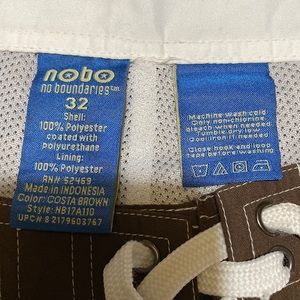 nobo
no boundaries™
32
Shell:
100% Polyester
coated with
polyurethane
Lining:
100% Polyester
RN# 52469
Made in INDONESIA
Color: COSTA BROWN
Style: NB17A110
UPC# 8 2179603767
Machine wash cold
Only non-chlorine
bleach when needed
Tumble dry low
Cool iron if needed
Close hook and loop
tape before washing